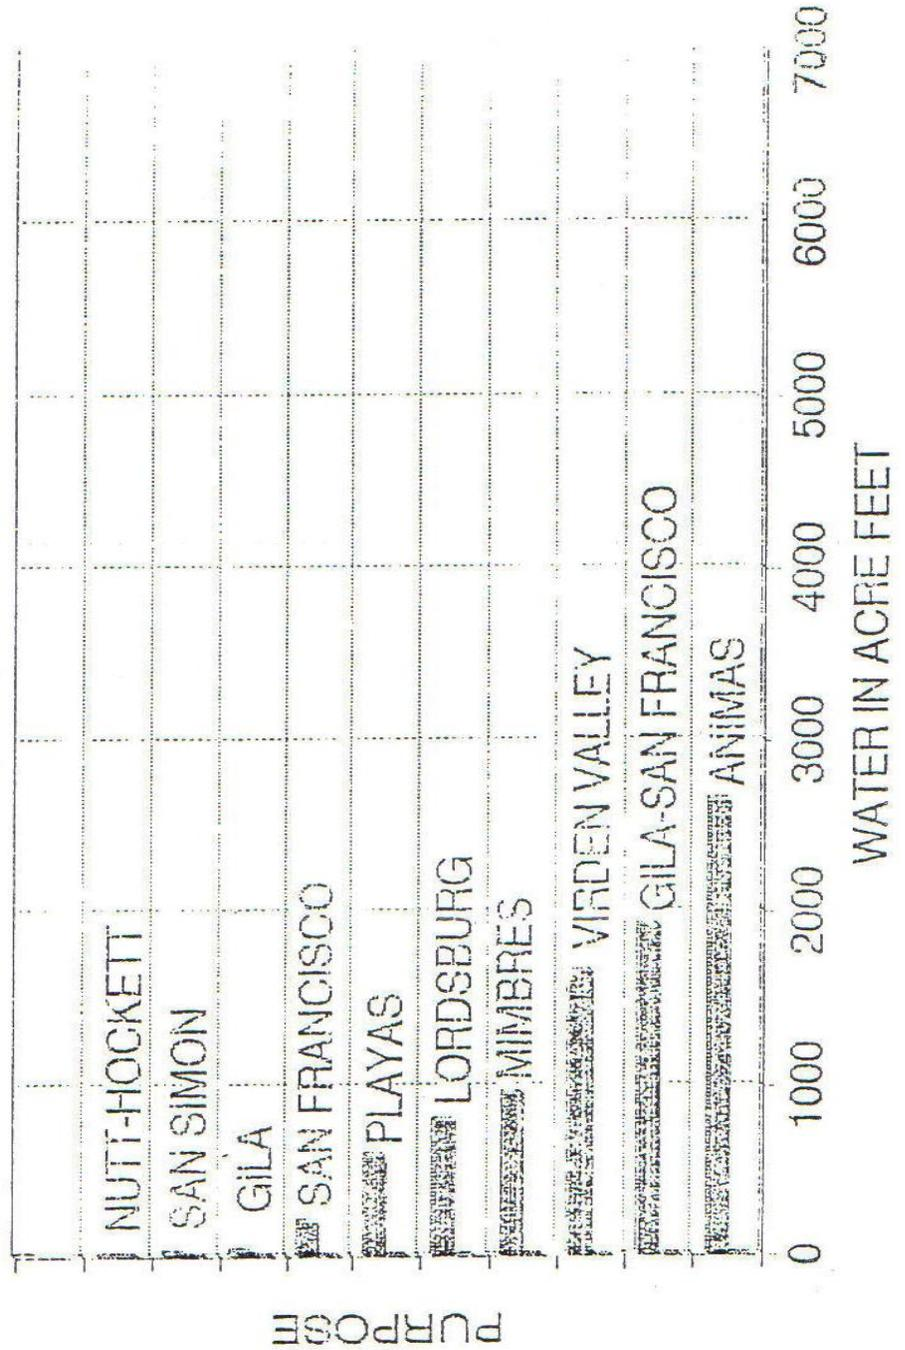 PURPOSE
NUTT-HOCKETT
SAN SIMON
GILA
SAN FRANCISCO
PLAYAS
LORDSBURG
MIMBRES
VIRDEN VALLEY
GILA-SAN FRANCISCO
ANIMAS
0 1000 2000 3000 4000 5000 6000 7000
WATER IN ACRE FEET